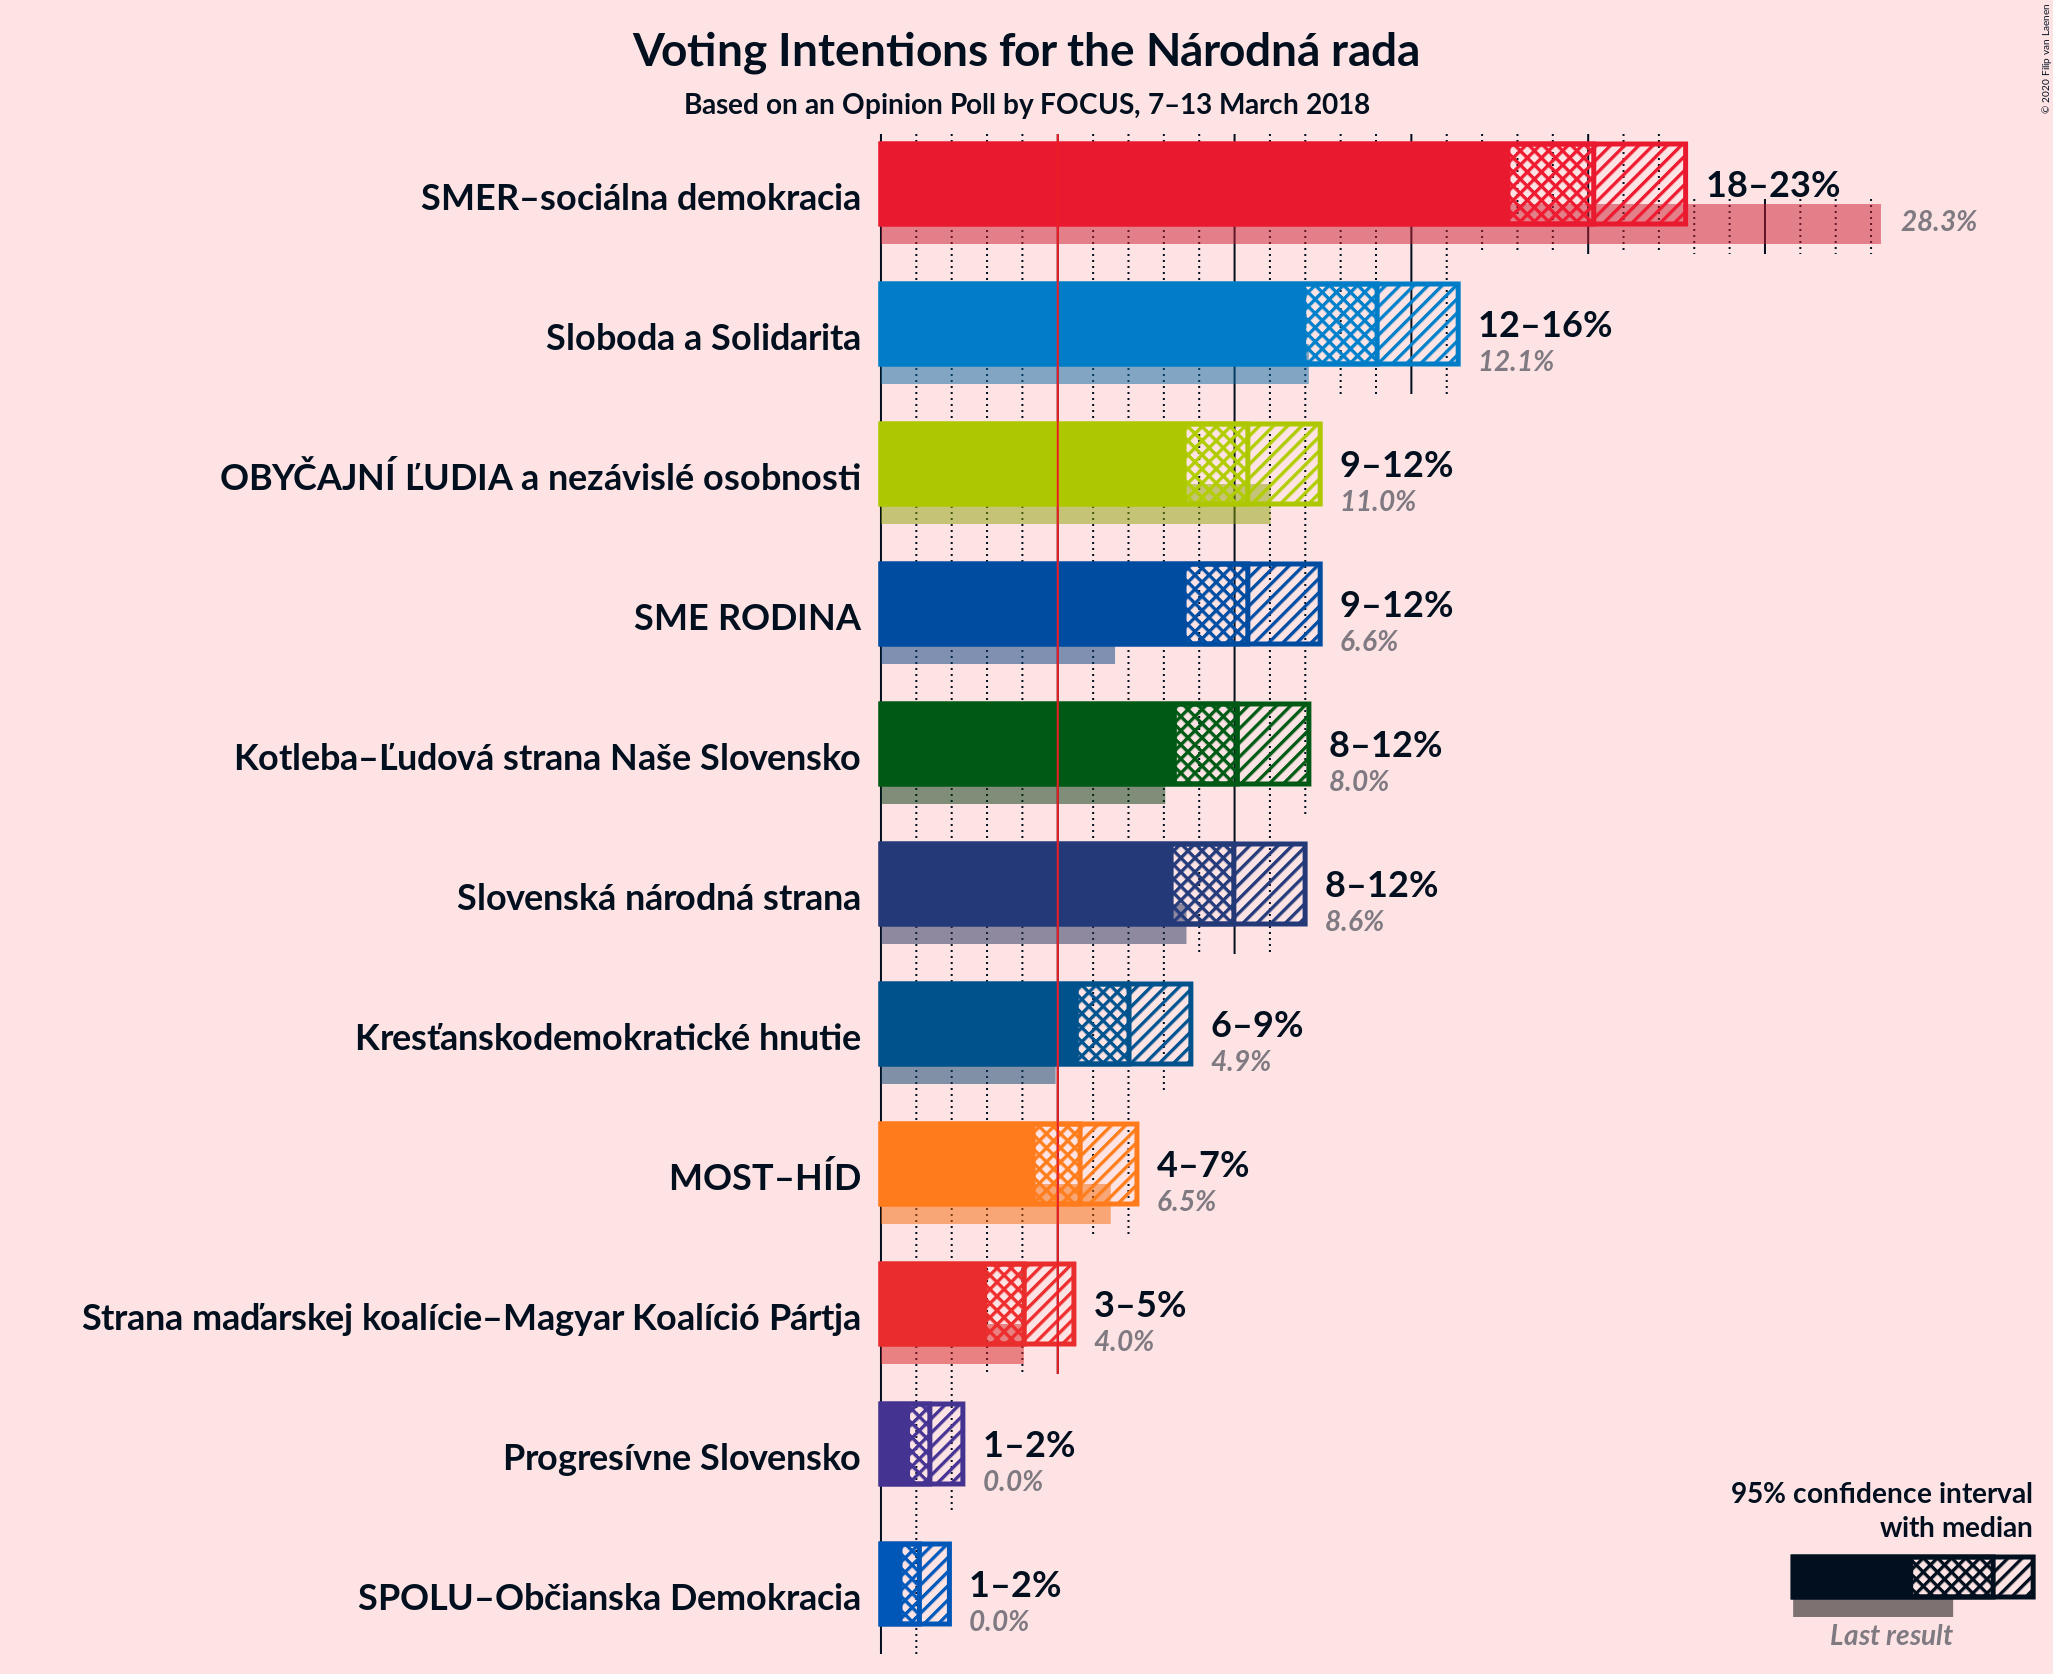 Voting Intentions for the Národná rada
Based on an Opinion Poll by FOCUS, 7–13 March 2018
© 2020 Filip van Laenen
SMER–sociálna demokracia
18–23%
28.3%
Sloboda a Solidarita
12–16%
12.1%
OBYČAJNÍ ĽUDIA a nezávislé osobnosti
9–12%
11.0%
SME RODINA
9–12%
6.6%
Kotleba–Ľudová strana Naše Slovensko
8–12%
8.0%
Slovenská národná strana
8–12%
8.6%
Kresťanskodemokratické hnutie
6–9%
4.9%
MOST–HÍD
4–7%
6.5%
Strana maďarskej koalície–Magyar Koalíció Pártja
3–5%
4.0%
Progresívne Slovensko
1–2%
0.0%
SPOLU–Občianska Demokracia
1–2%
0.0%
95% confidence interval
with median
Last result